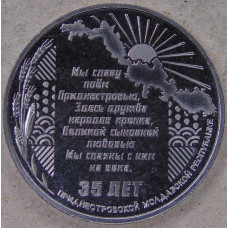 Мы славу
поём
Приднестровью,
Здесь дружба
народов крепка,
Великой сыновней
любовью
Мы спаяны с ним
на века.
35 ЛЕТ
ПРИДНЕСТРОВСКОЙ МОЛДАВСКОЙ РЕСПУБЛИКЕ